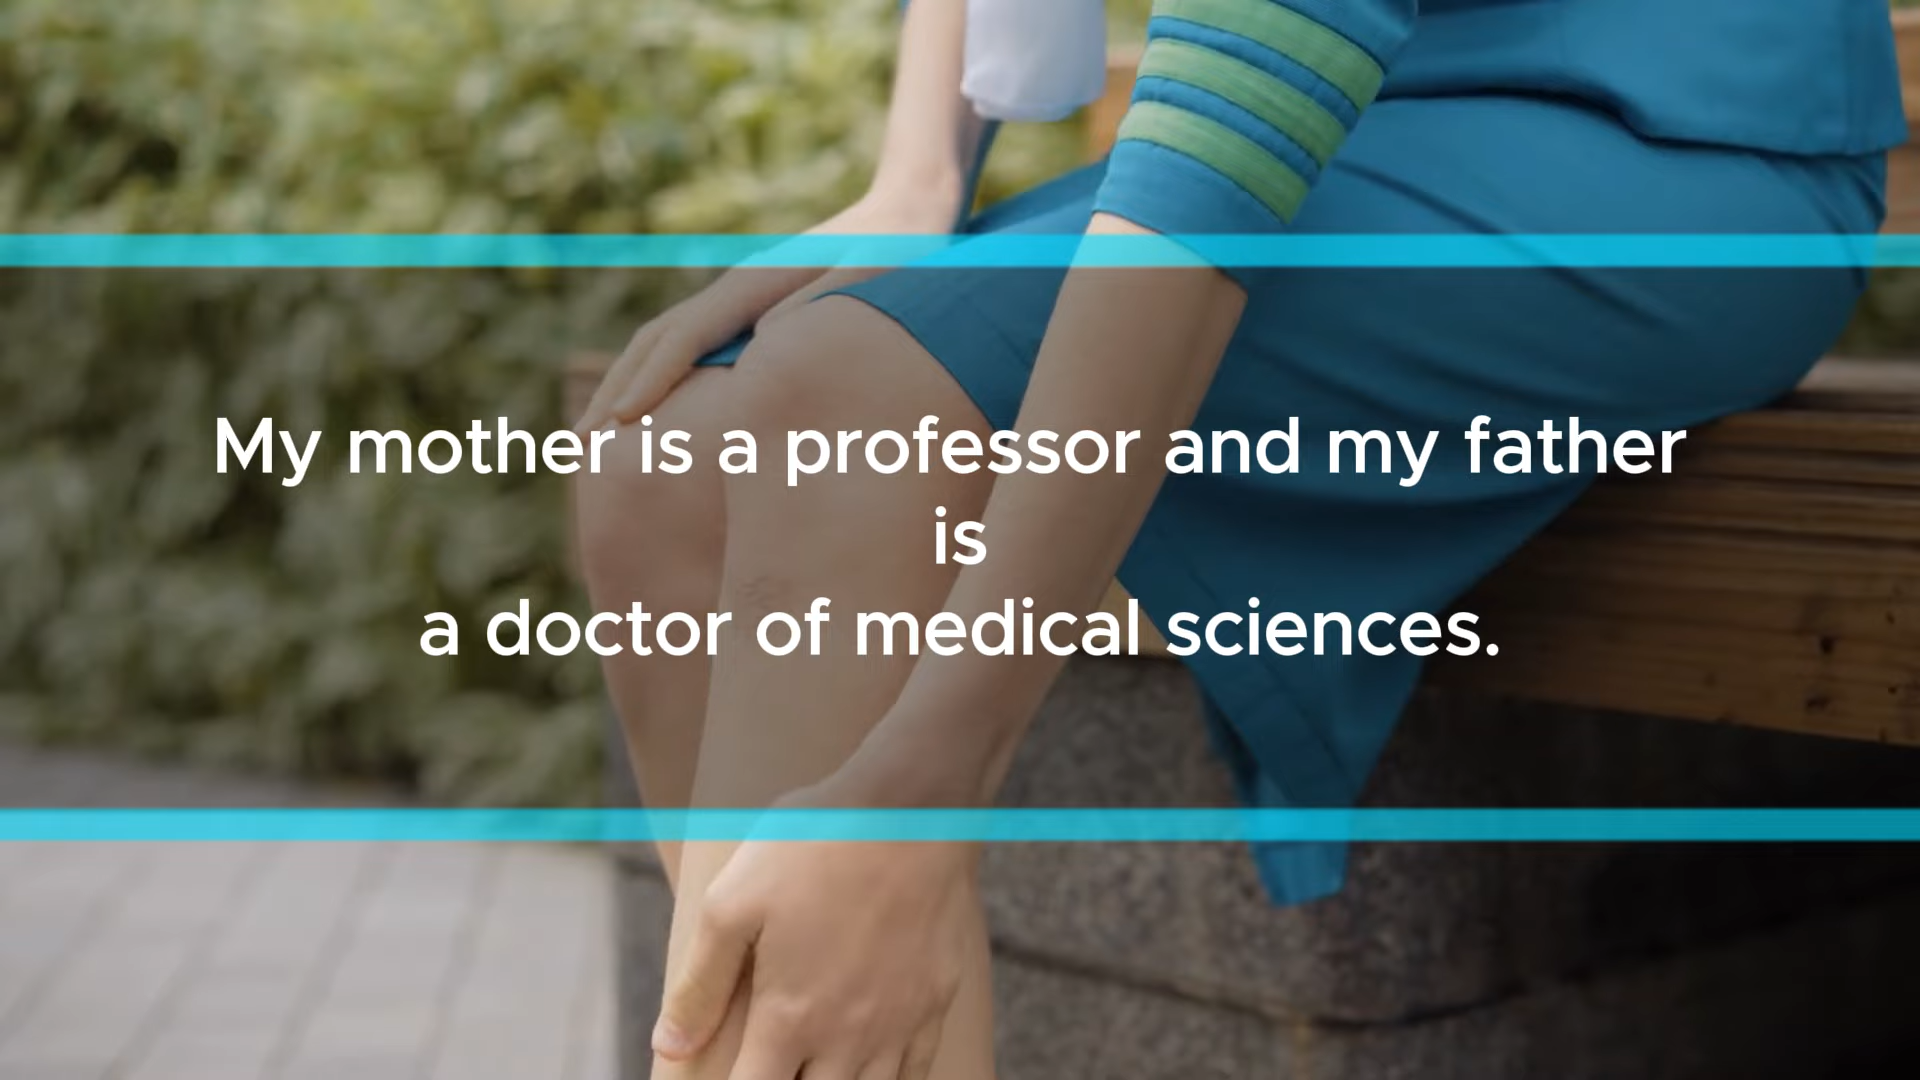 My mother is a professor and my father
is
a doctor of medical sciences.